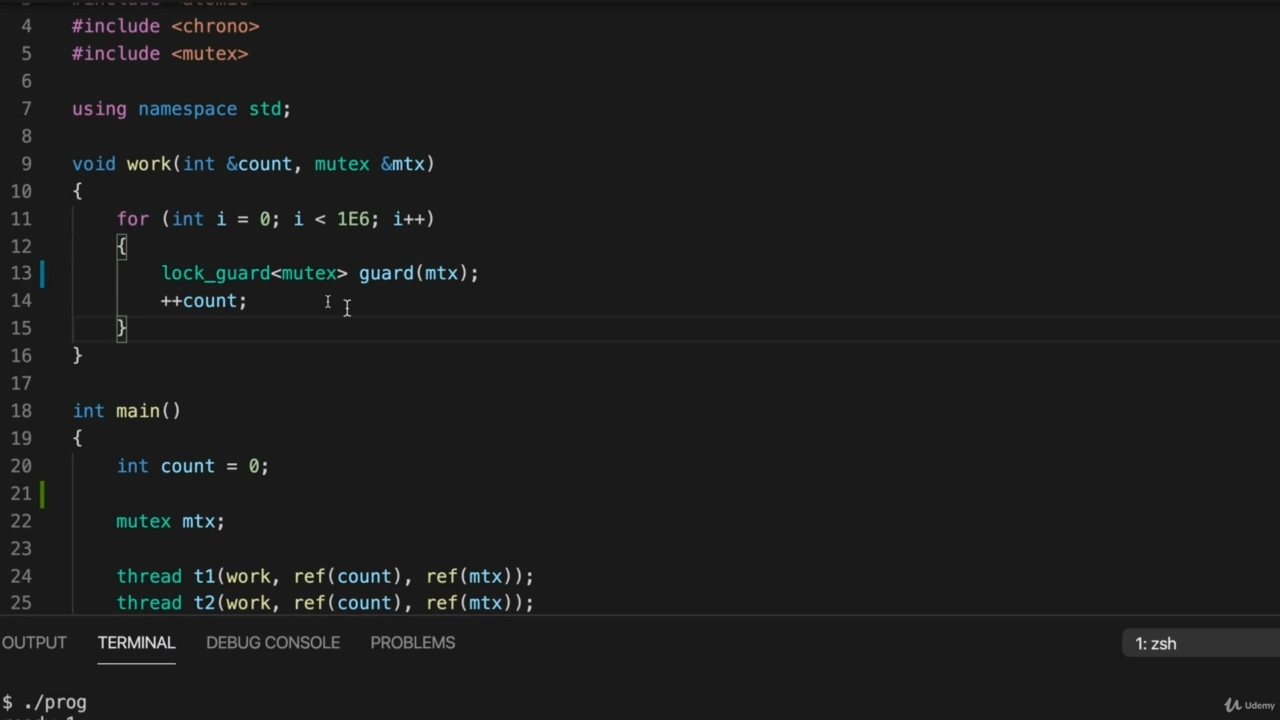 4 #include <chrono>
5 #include <mutex>
6
7 using namespace std;
8
9 void work(int &count, mutex &mtx)
10 {
11 for (int i = 0; i < 1E6; i++)
12 {
13 lock_guard<mutex> guard(mtx);
14 ++count;
15 }
16 }
17
18 int main()
19 {
20 int count = 0;
21
22 mutex mtx;
23
24 thread t1(work, ref(count), ref(mtx));
25 thread t2(work, ref(count), ref(mtx));
OUTPUT TERMINAL DEBUG CONSOLE PROBLEMS 1: zsh
$ ./prog
Udemy